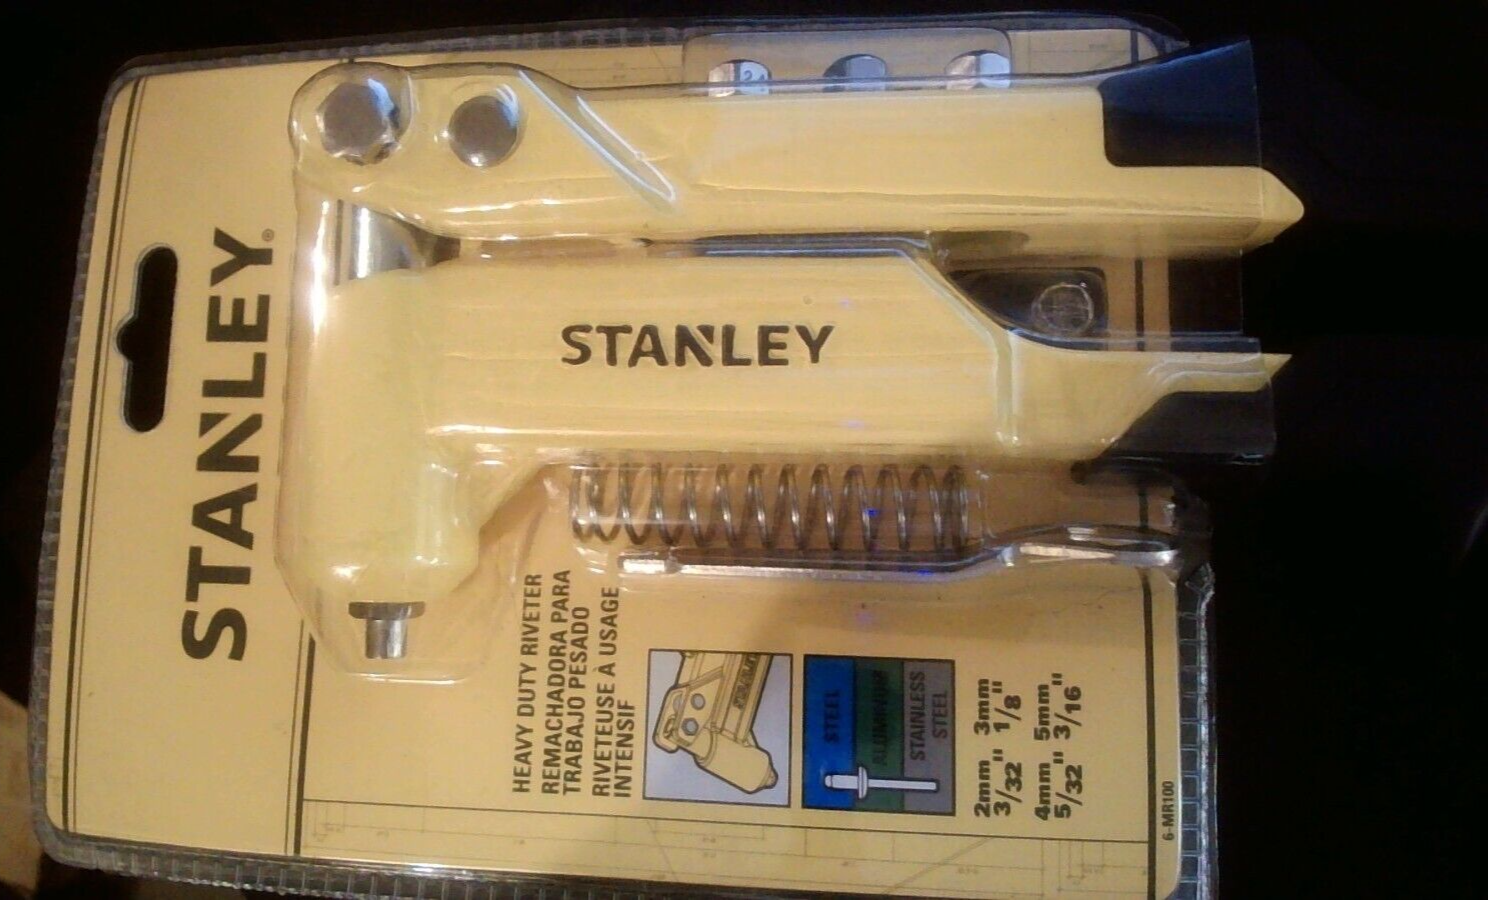 STANLEY®
STANLEY
HEAVY DUTY RIVETER
REMACHADORA PARA
TRABAJO PESADO
RIVETEUSE À USAGE
INTENSIF
STEEL
ALUMINUM
STAINLESS
STEEL
2mm 3mm
3/32" 1/8"
4mm 5mm
5/32" 3/16"
6-MR100